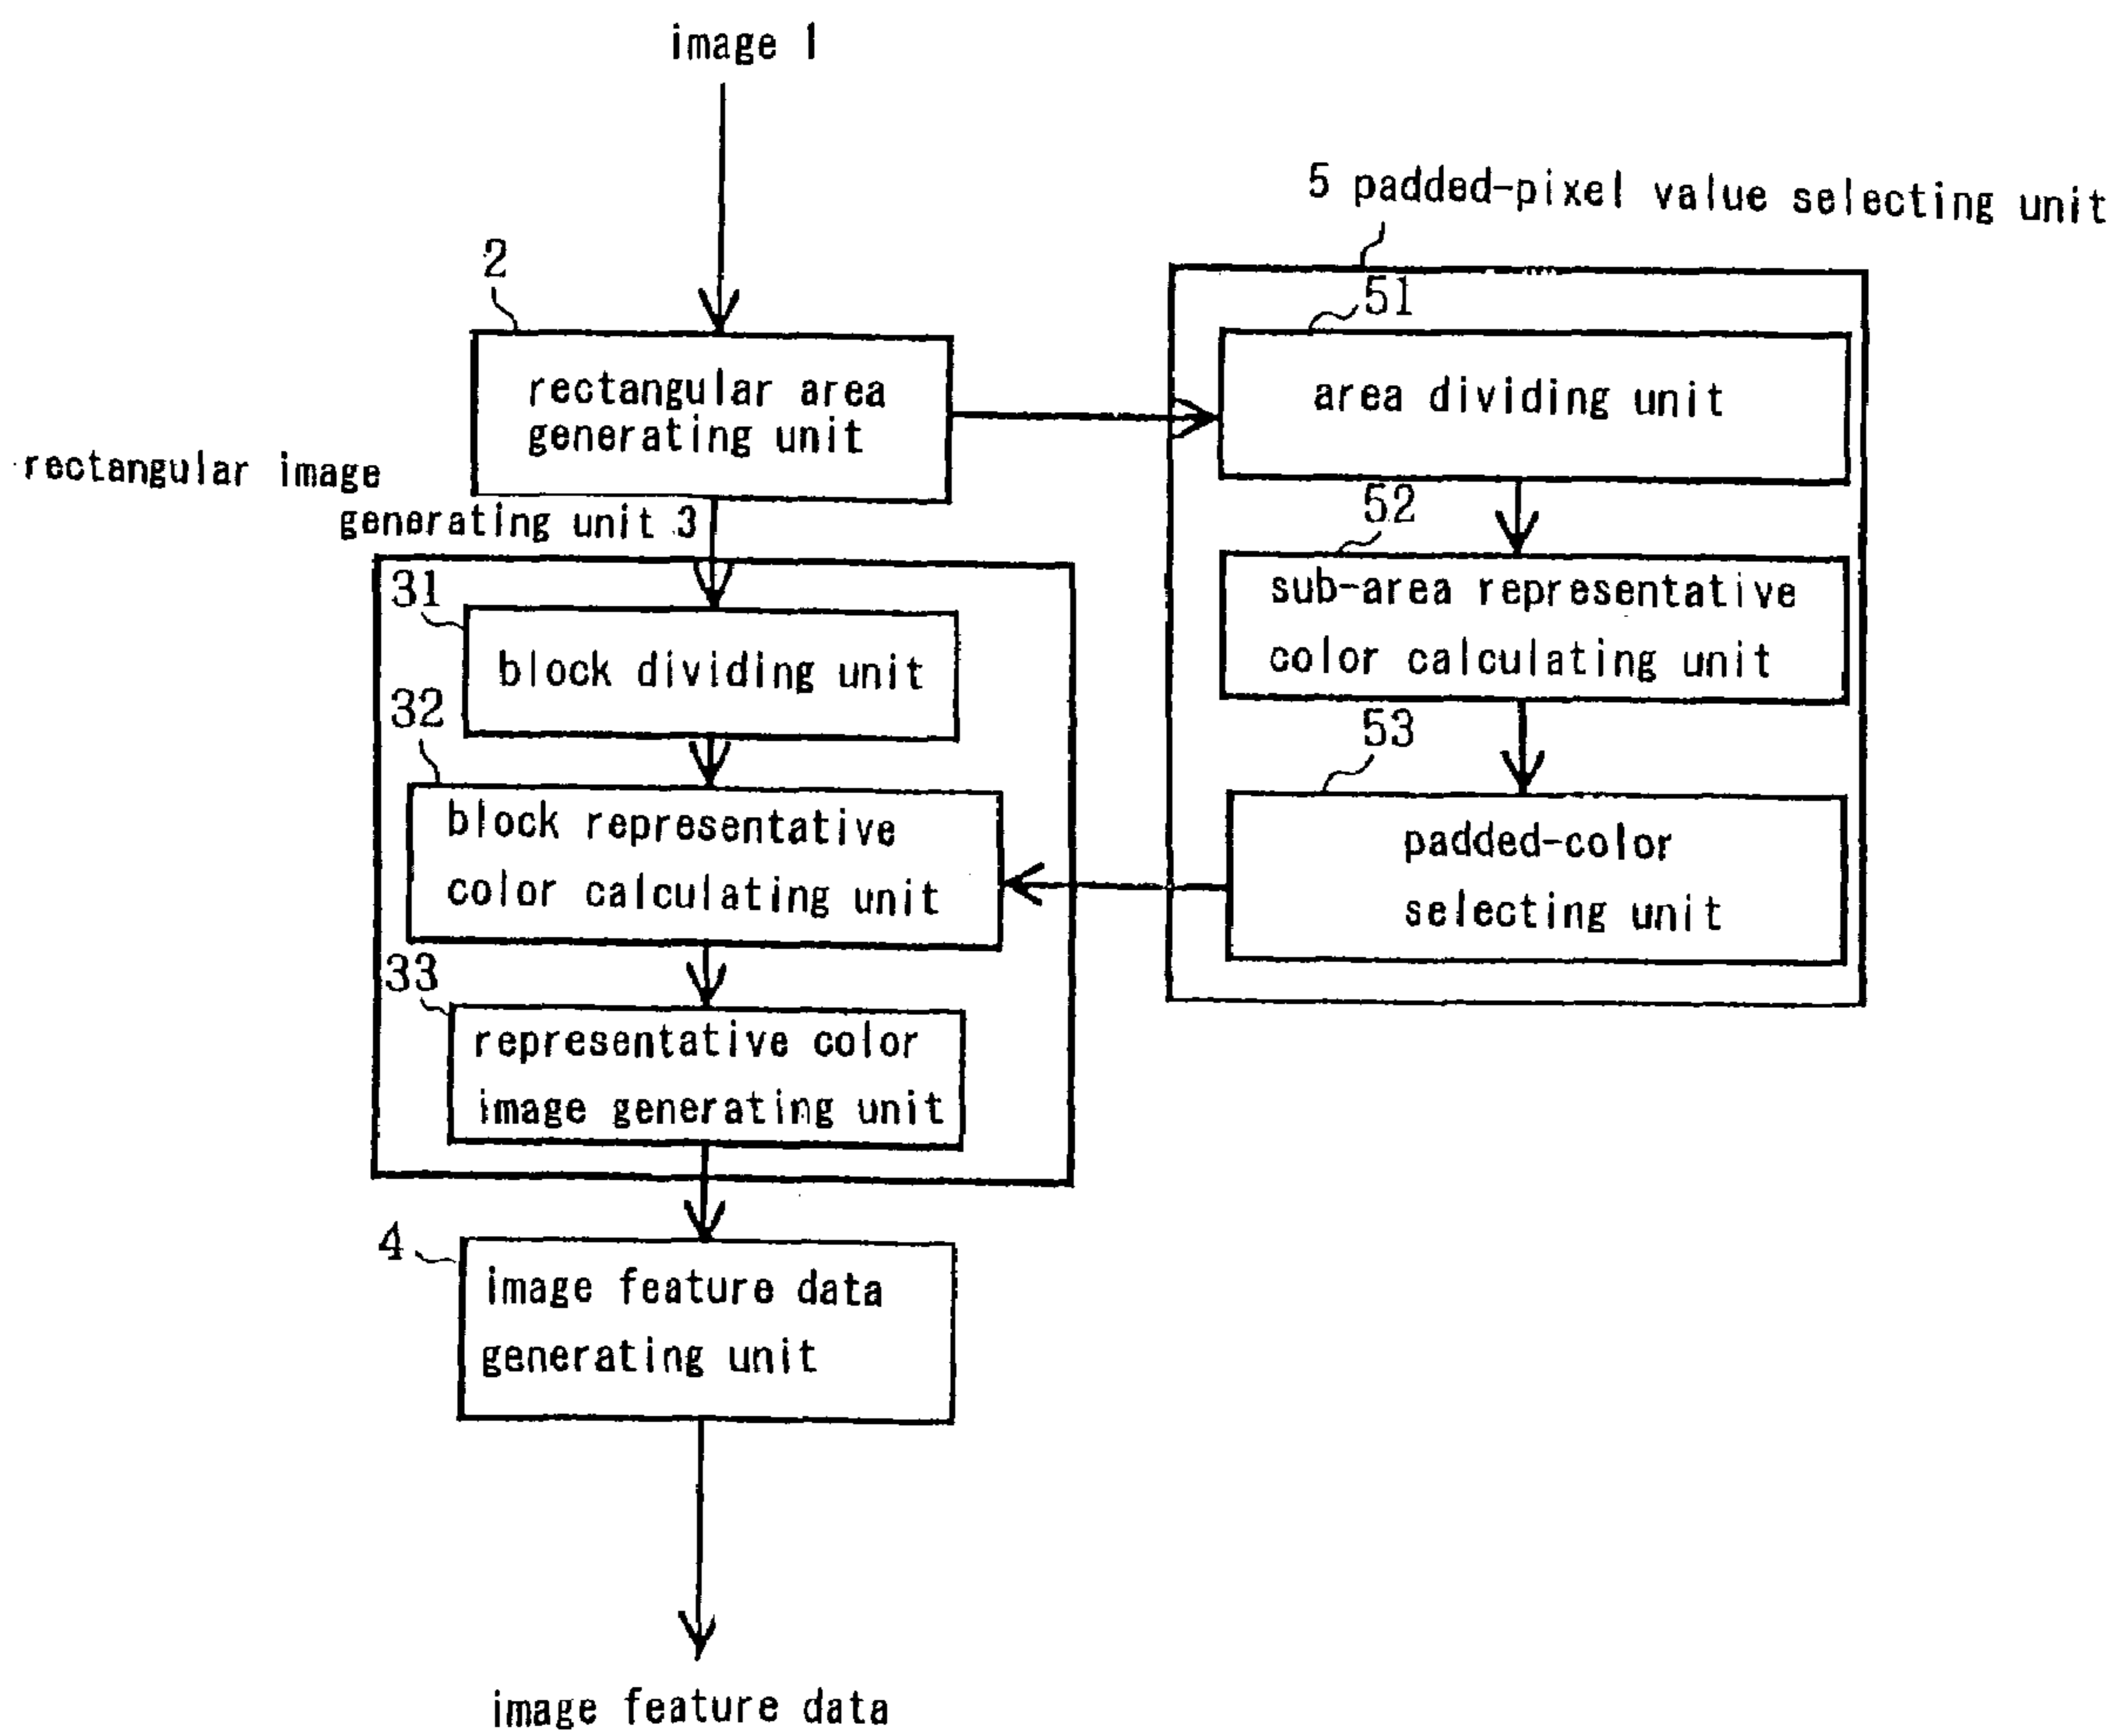 image 1
5 padded-pixel value selecting unit
2
51
rectangular area
generating unit
area dividing unit
rectangular image
generating unit 3
52
31
sub-area representative
color calculating unit
block dividing unit
32
53
block representative
color calculating unit
padded-color
selecting unit
33
representative color
image generating unit
4
image feature data
generating unit
image feature data